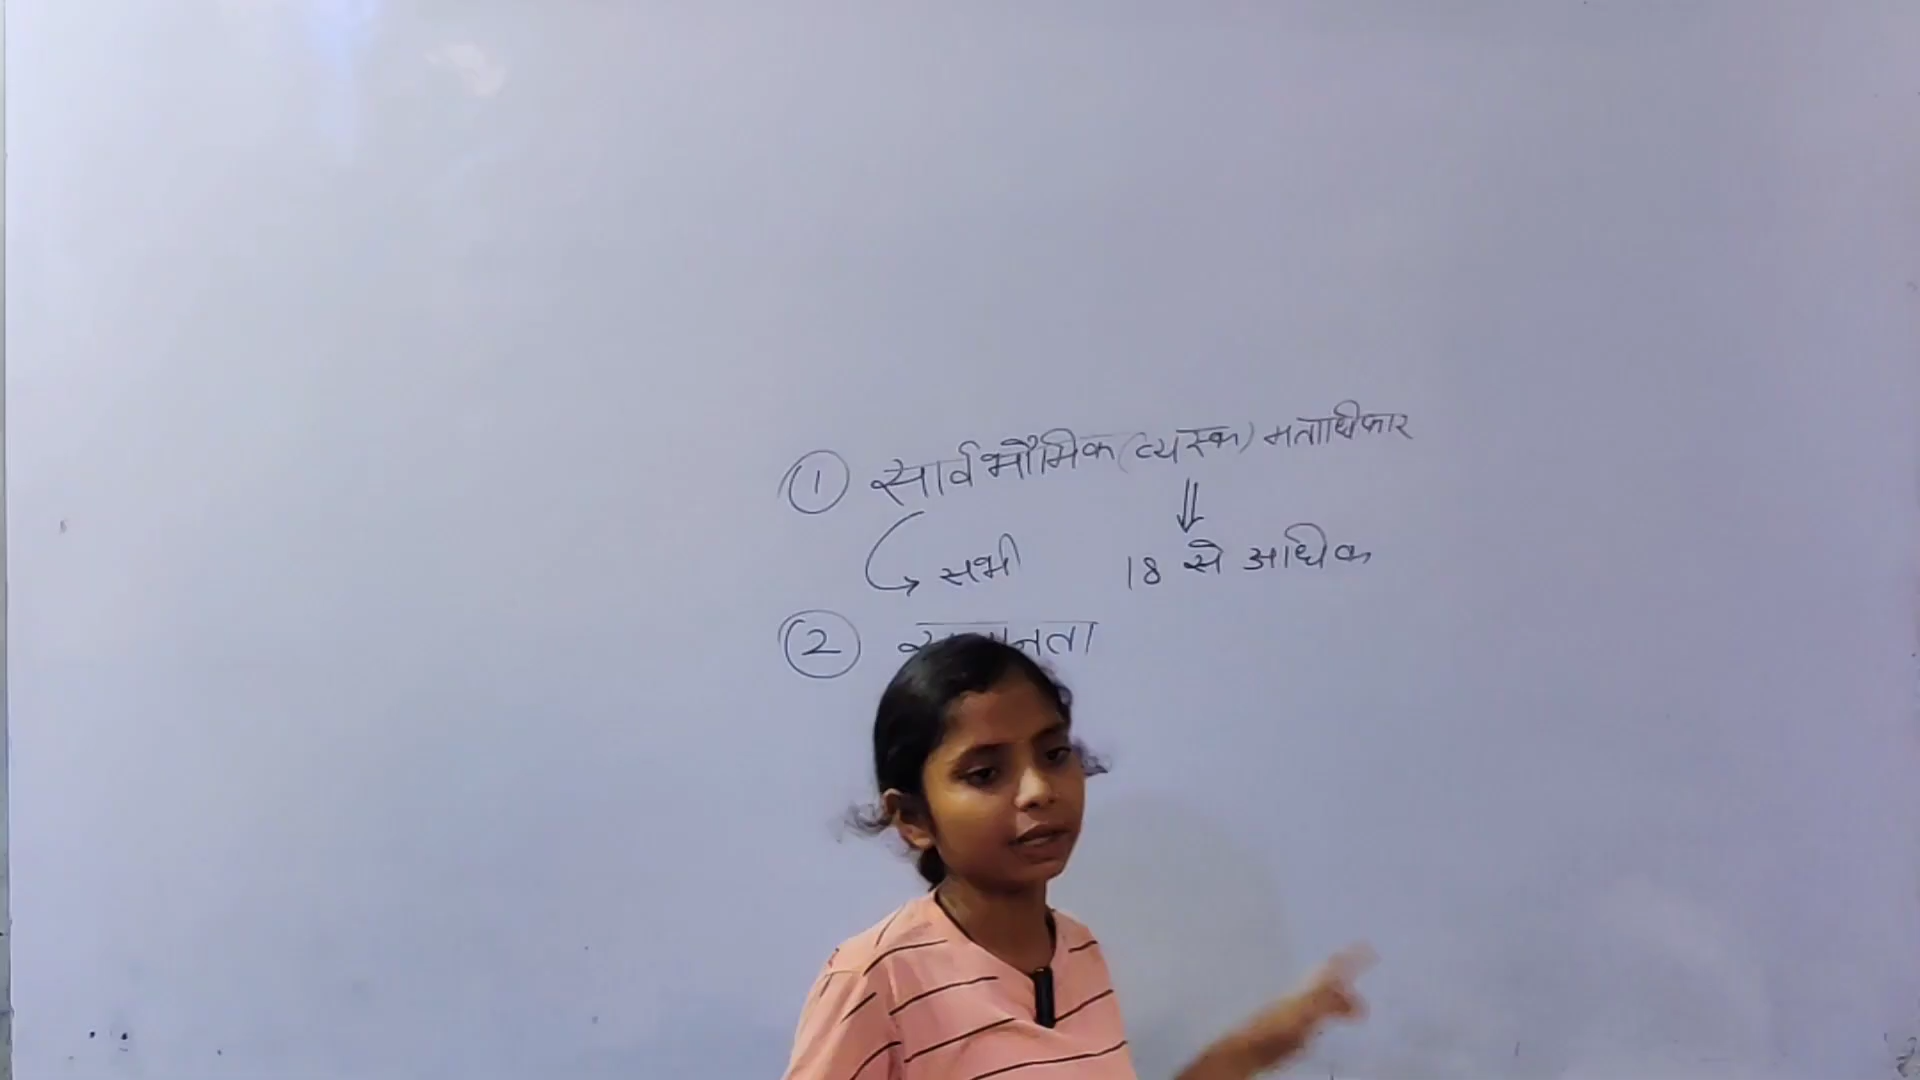 ① सार्वभौमिक (व्यस्क) मताधिकार
सभी 18 से अधिक
②